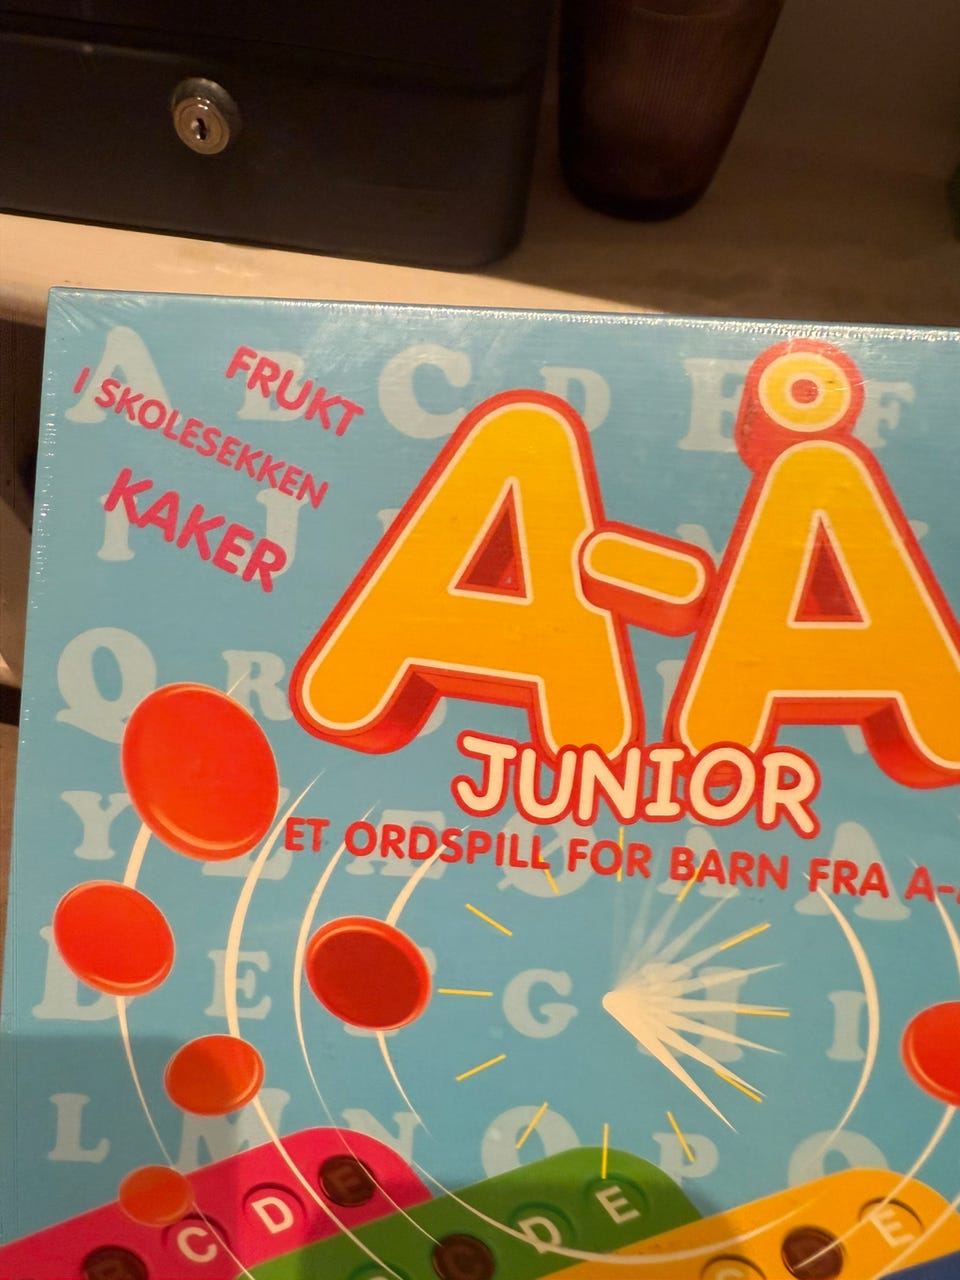 FRUKT
I SKOLESEKKEN
KAKER
A-Å
JUNIOR
ET ORDSPILL FOR BARN FRA A-
A B C D E F
I J
Q R
Y Z Æ Ø Å A
D E G H I
L M N O P Q
B C D E
C D E
E